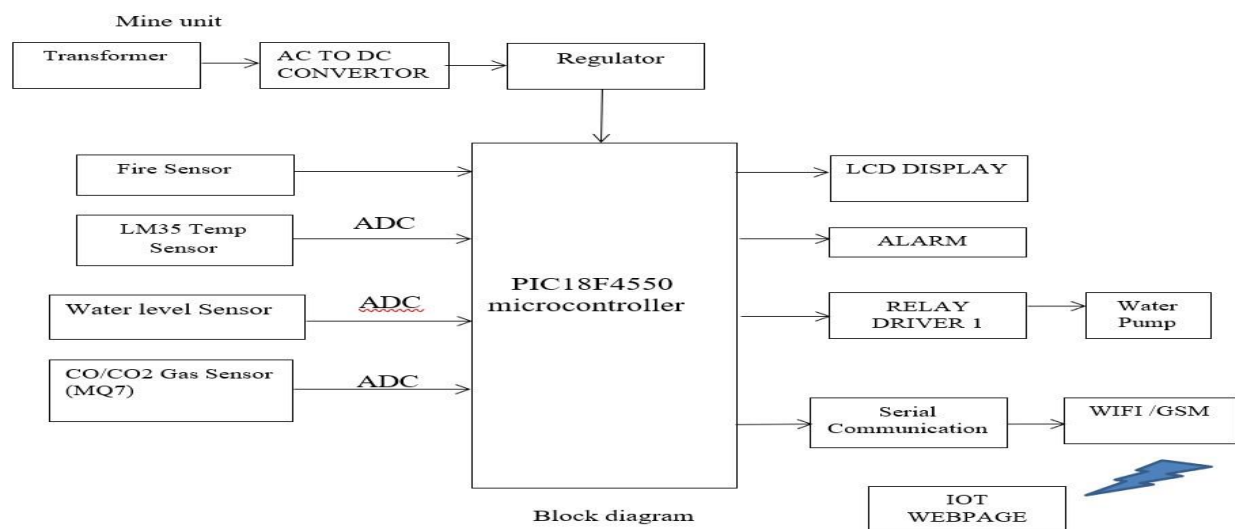 Mine unit
Transformer
AC TO DC
CONVERTOR
Regulator
Fire Sensor
LM35 Temp
Sensor
ADC
Water level Sensor
ADC
CO/CO2 Gas Sensor
(MQ7)
ADC
PIC18F4550
microcontroller
LCD DISPLAY
ALARM
RELAY
DRIVER 1
Water
Pump
Serial
Communication
WIFI /GSM
IOT
WEBPAGE
Block diagram